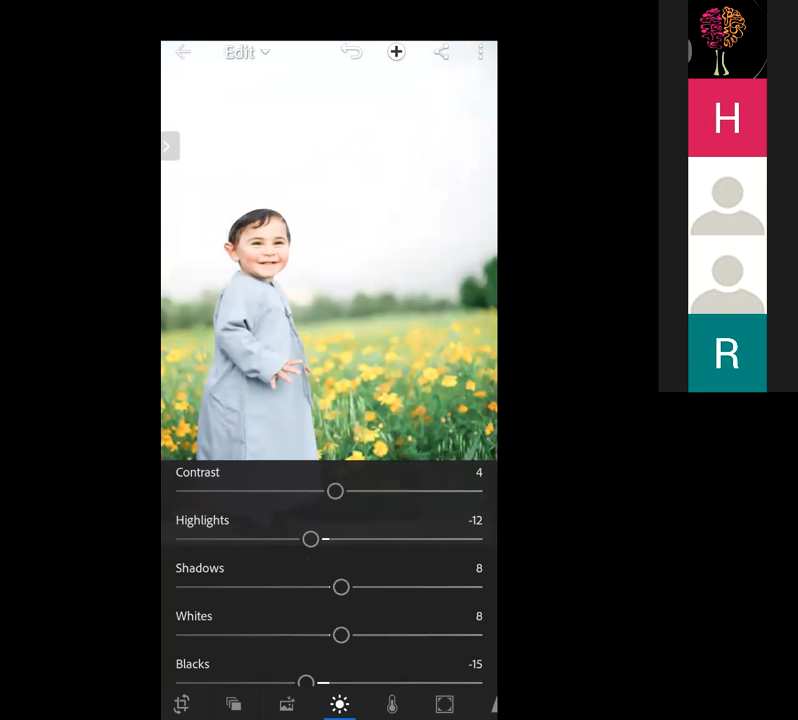 Edit
Contrast 4
Highlights -12
Shadows 8
Whites 8
Blacks -15
H
R